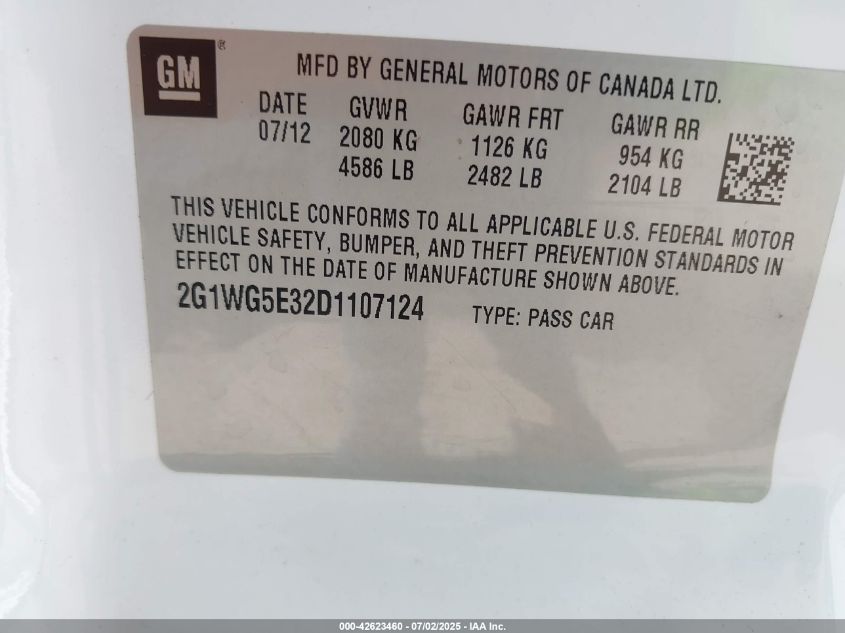 GM®
MFD BY GENERAL MOTORS OF CANADA LTD.
DATE GVWR GAWR FRT GAWR RR
07/12 2080 KG 1126 KG 954 KG
4586 LB 2482 LB 2104 LB
THIS VEHICLE CONFORMS TO ALL APPLICABLE U.S. FEDERAL MOTOR
VEHICLE SAFETY, BUMPER, AND THEFT PREVENTION STANDARDS IN
EFFECT ON THE DATE OF MANUFACTURE SHOWN ABOVE.
2G1WG5E32D1107124 TYPE: PASS CAR
000-42623460 - 07/02/2025 - IAA Inc.